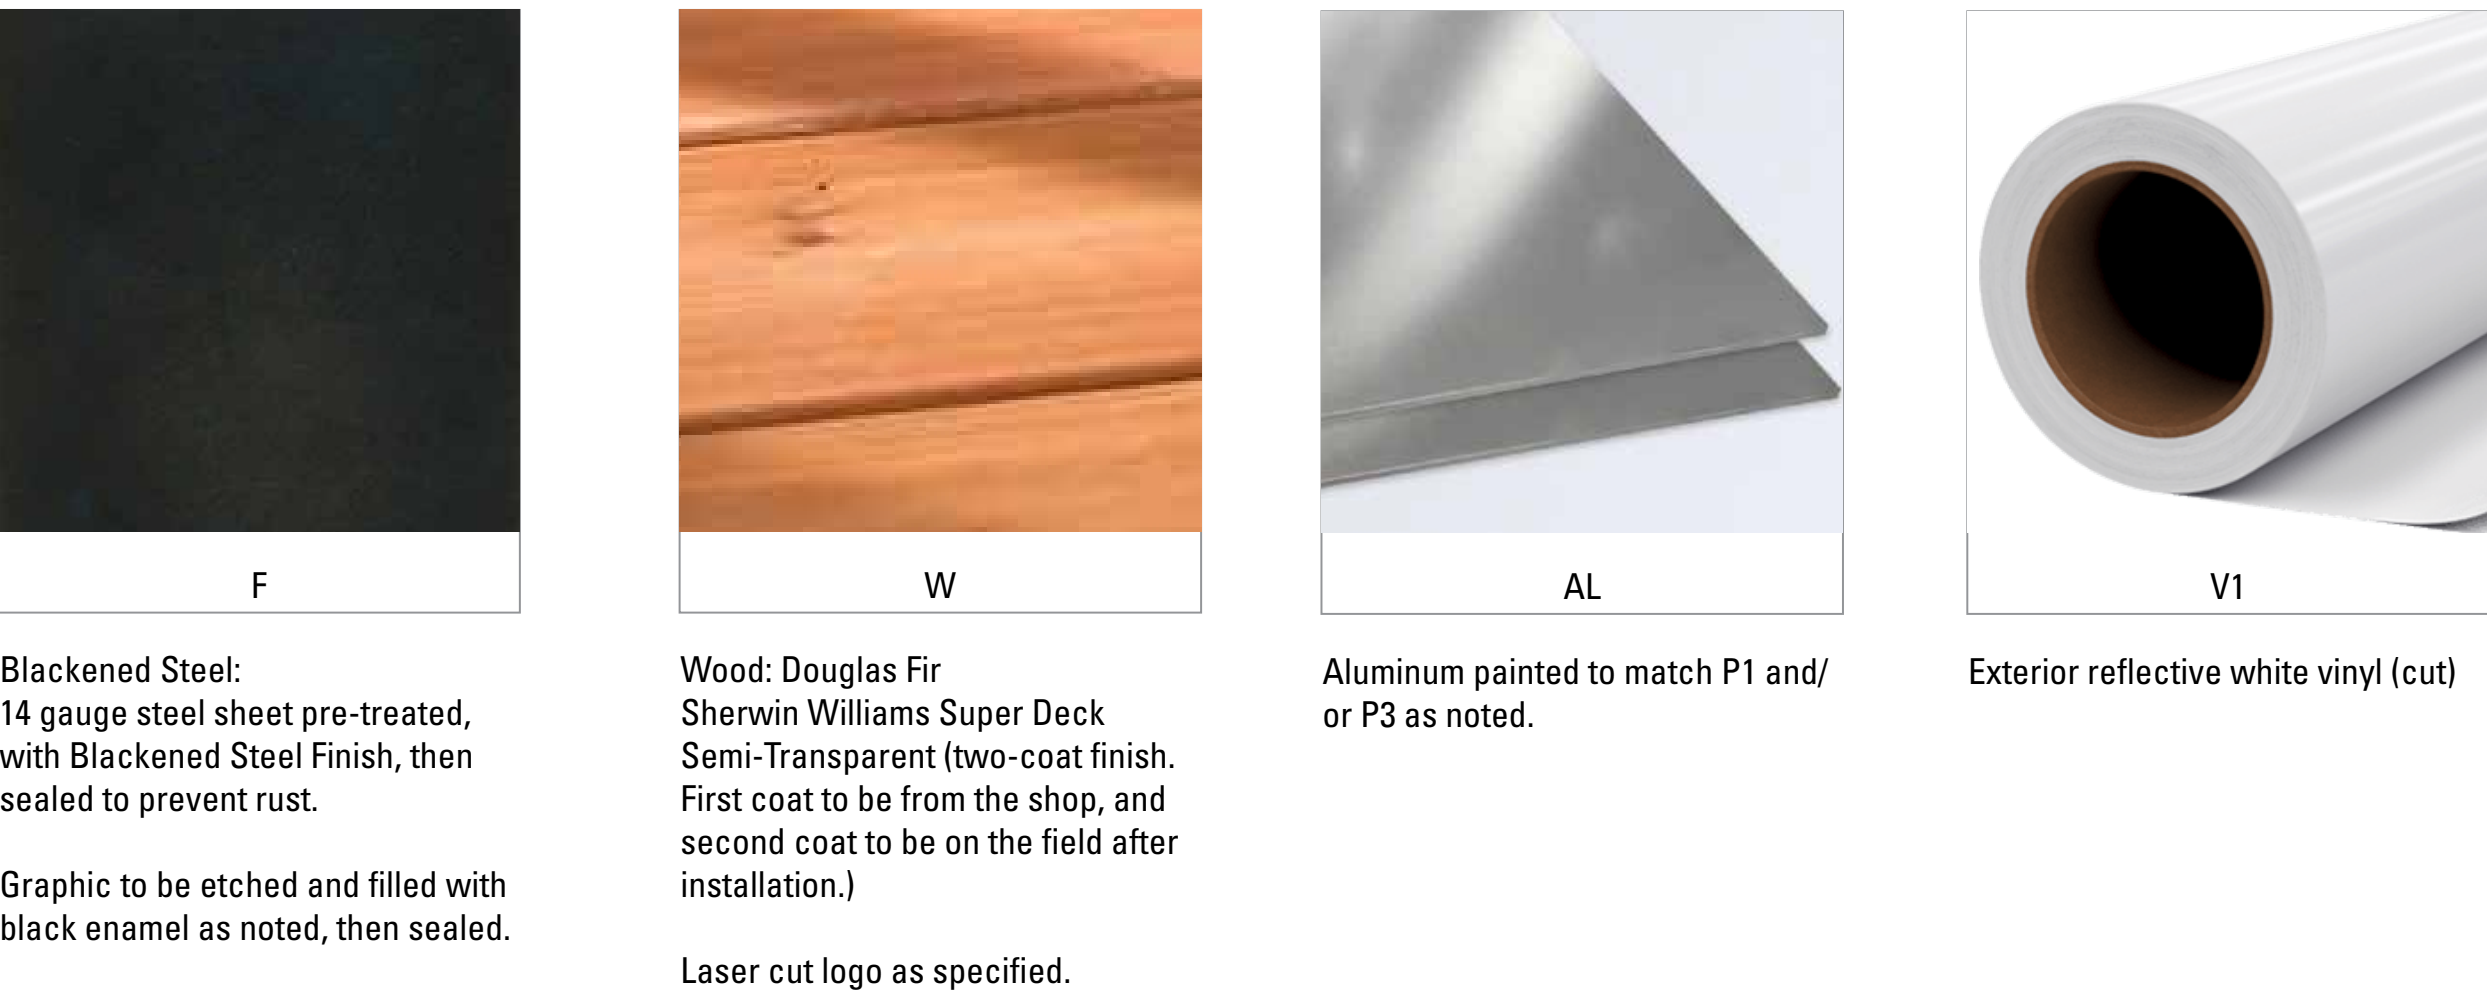 F
Blackened Steel:
14 gauge steel sheet pre-treated,
with Blackened Steel Finish, then
sealed to prevent rust.
Graphic to be etched and filled with
black enamel as noted, then sealed.
W
Wood: Douglas Fir
Sherwin Williams Super Deck
Semi-Transparent (two-coat finish.
First coat to be from the shop, and
second coat to be on the field after
installation.)
Laser cut logo as specified.
AL
Aluminum painted to match P1 and/
or P3 as noted.
V1
Exterior reflective white vinyl (cut)